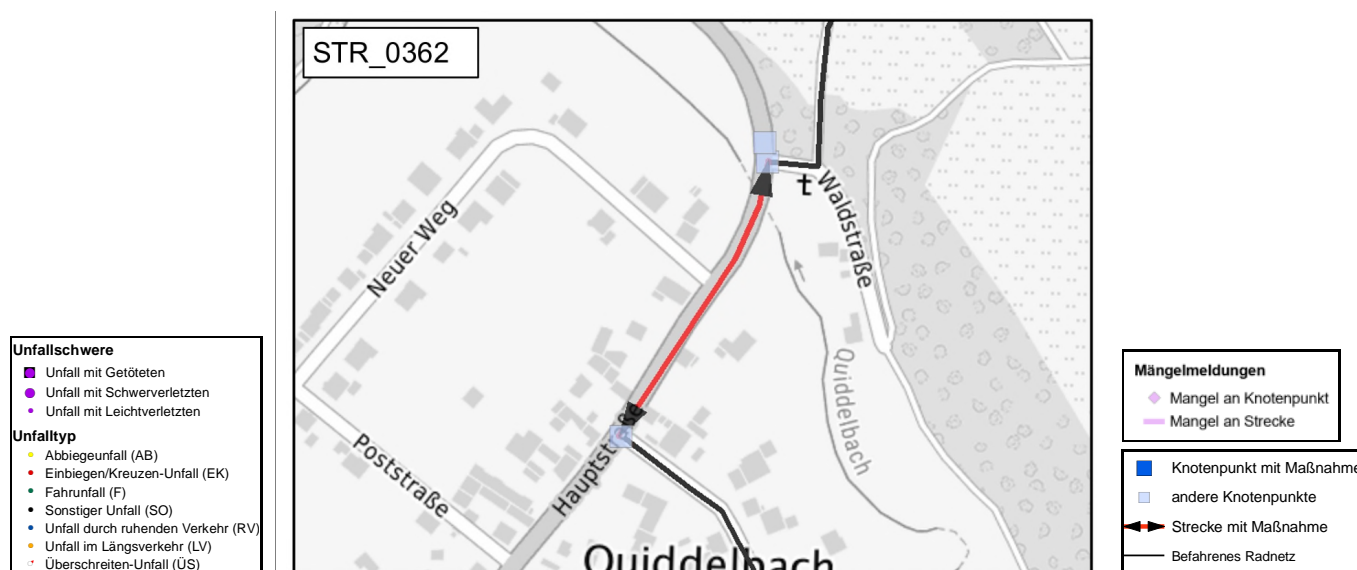 STR_0362
Neuer Weg
Waldstraße
Quiddelbach
Poststraße
Hauptstraße
Quiddelbach
Unfallschwere
Unfall mit Getöteten
Unfall mit Schwerverletzten
Unfall mit Leichtverletzten
Unfalltyp
Abbiegeunfall (AB)
Einbiegen/Kreuzen-Unfall (EK)
Fahrunfall (F)
Sonstiger Unfall (SO)
Unfall durch ruhenden Verkehr (RV)
Unfall im Längsverkehr (LV)
Überschreiten-Unfall (ÜS)
Mängelmeldungen
Mangel an Knotenpunkt
Mangel an Strecke
Knotenpunkt mit Maßnahme
andere Knotenpunkte
Strecke mit Maßnahme
Befahrenes Radnetz